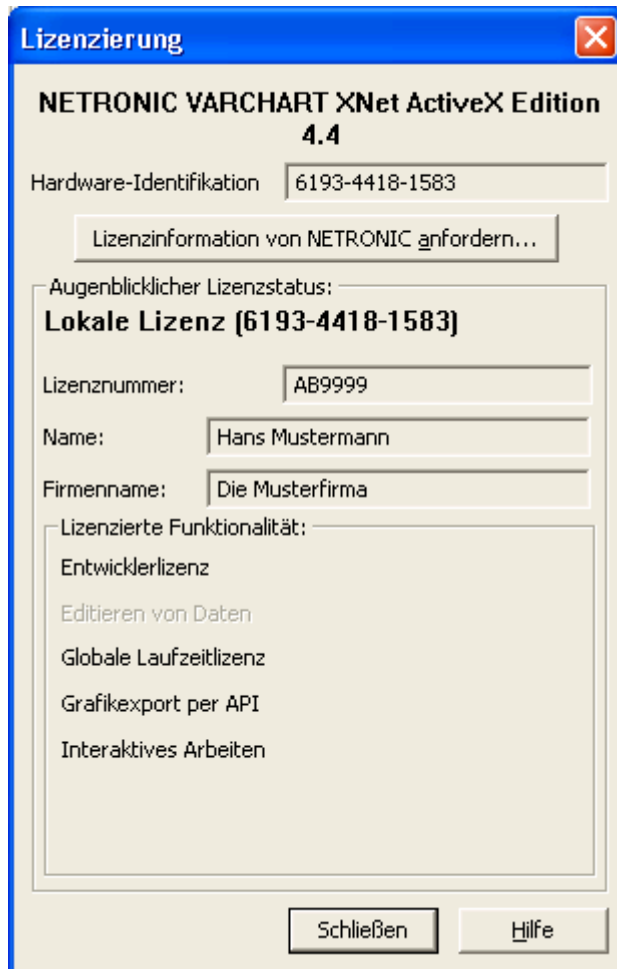 Lizenzierung
NETRONIC VARCHART XNet ActiveX Edition
4.4
Hardware-Identifikation 6193-4418-1583
Lizenzinformation von NETRONIC anfordern...
Augenblicklicher Lizenzstatus:
Lokale Lizenz (6193-4418-1583)
Lizenznummer: AB9999
Name: Hans Mustermann
Firmenname: Die Musterfirma
Lizenzierte Funktionalität:
Entwicklerlizenz
Editieren von Daten
Globale Laufzeitlizenz
Grafikexport per API
Interaktives Arbeiten
Schließen Hilfe